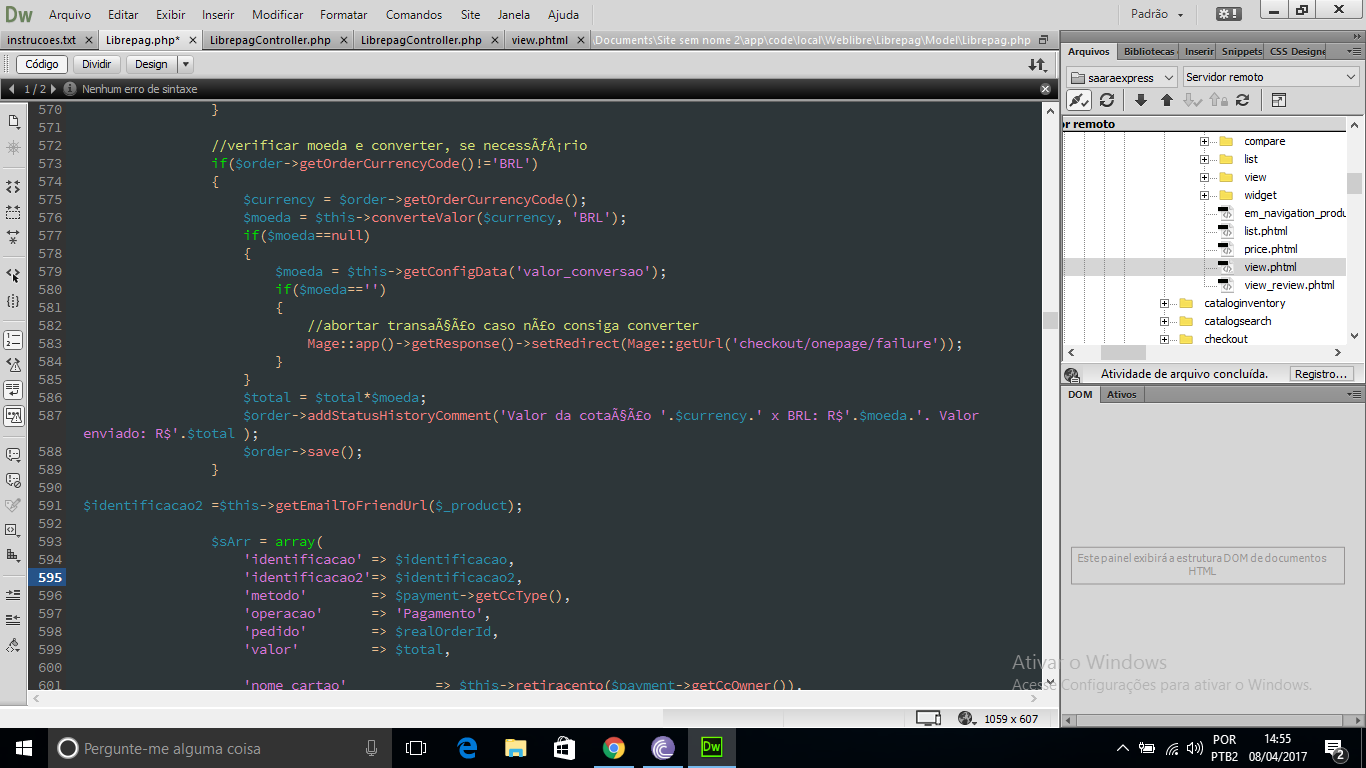 Dw Arquivo Editar Exibir Inserir Modificar Formatar Comandos Site Janela Ajuda Padrão
instrucoes.txt Librepag.php* LibrepagController.php LibrepagController.php view.phtml \Documents\Site sem nome 2\app\code\local\Weblibre\Librepag\Model\Librepag.php
Código Dividir Design
1 / 2 Nenhum erro de sintaxe
570 }
571
572 //verificar moeda e converter, se necessÃƒÂ¡rio
573 if($order->getOrderCurrencyCode()!='BRL')
574 {
575 $currency = $order->getOrderCurrencyCode();
576 $moeda = $this->converteValor($currency, 'BRL');
577 if($moeda==null)
578 {
579 $moeda = $this->getConfigData('valor_conversao');
580 if($moeda=='')
581 {
582 //abortar transaÃ§Ã£o caso nÃ£o consiga converter
583 Mage::app()->getResponse()->setRedirect(Mage::getUrl('checkout/onepage/failure'));
584 }
585 }
586 $total = $total*$moeda;
587 $order->addStatusHistoryComment('Valor da cotaÃ§Ã£o '.$currency.' x BRL: R$'.$moeda.'. Valor
enviado: R$'.$total );
588 $order->save();
589 }
590
591 $identificacao2 =$this->getEmailToFriendUrl($_product);
592
593 $sArr = array(
594 'identificacao' => $identificacao,
595 'identificacao2'=> $identificacao2,
596 'metodo' => $payment->getCcType(),
597 'operacao' => 'Pagamento',
598 'pedido' => $realOrderId,
599 'valor' => $total,
600
601 'nome_cartao' => $this->retiracento($payment->getCcOwner()),
1059 x 607
Arquivos Bibliotecas Inserir Snippets CSS Designe
saaraexpress Servidor remoto
or remoto
compare
list
view
widget
em_navigation_produ
list.phtml
price.phtml
view.phtml
view_review.phtml
cataloginventory
catalogsearch
checkout
Atividade de arquivo concluída. Registro...
DOM Ativos
Este painel exibirá a estrutura DOM de documentos
HTML
Ativar o Windows
Acesse Configurações para ativar o Windows.
Pergunte-me alguma coisa
Dw
POR
PTB2
14:55
08/04/2017
2